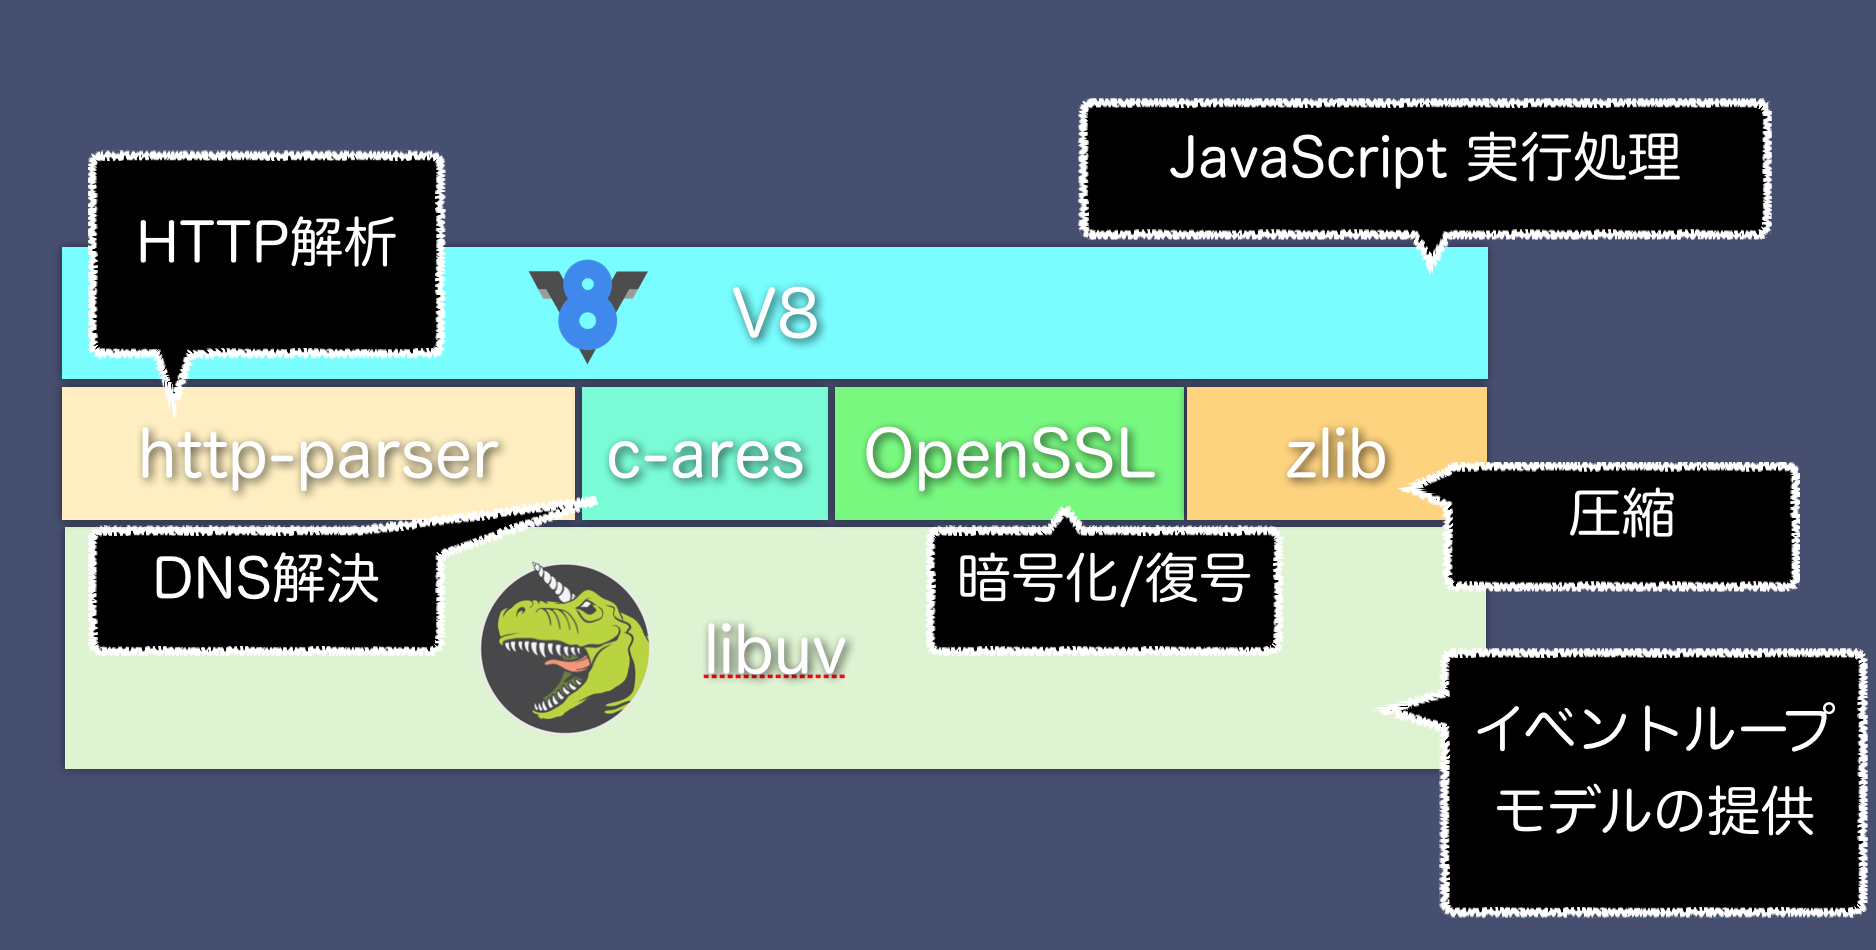 JavaScript 実行処理
HTTP解析
V8
http-parser
c-ares
OpenSSL
zlib
圧縮
DNS解決
暗号化/復号
libuv
イベントループ
モデルの提供